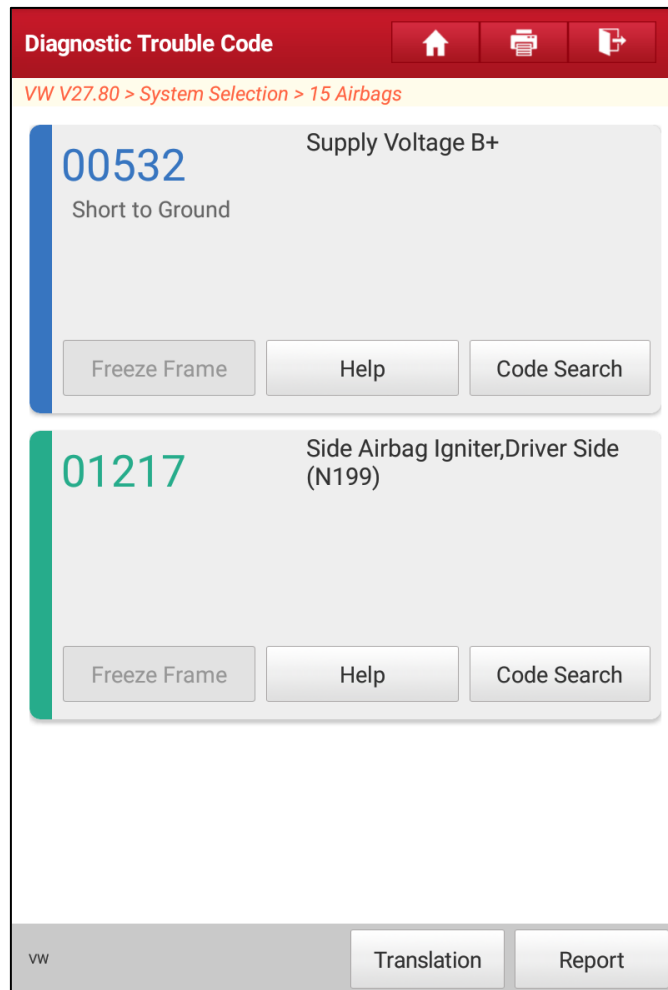 Diagnostic Trouble Code
VW V27.80 > System Selection > 15 Airbags
00532
Supply Voltage B+
Short to Ground
Freeze Frame
Help
Code Search
01217
Side Airbag Igniter,Driver Side
(N199)
Freeze Frame
Help
Code Search
VW
Translation
Report